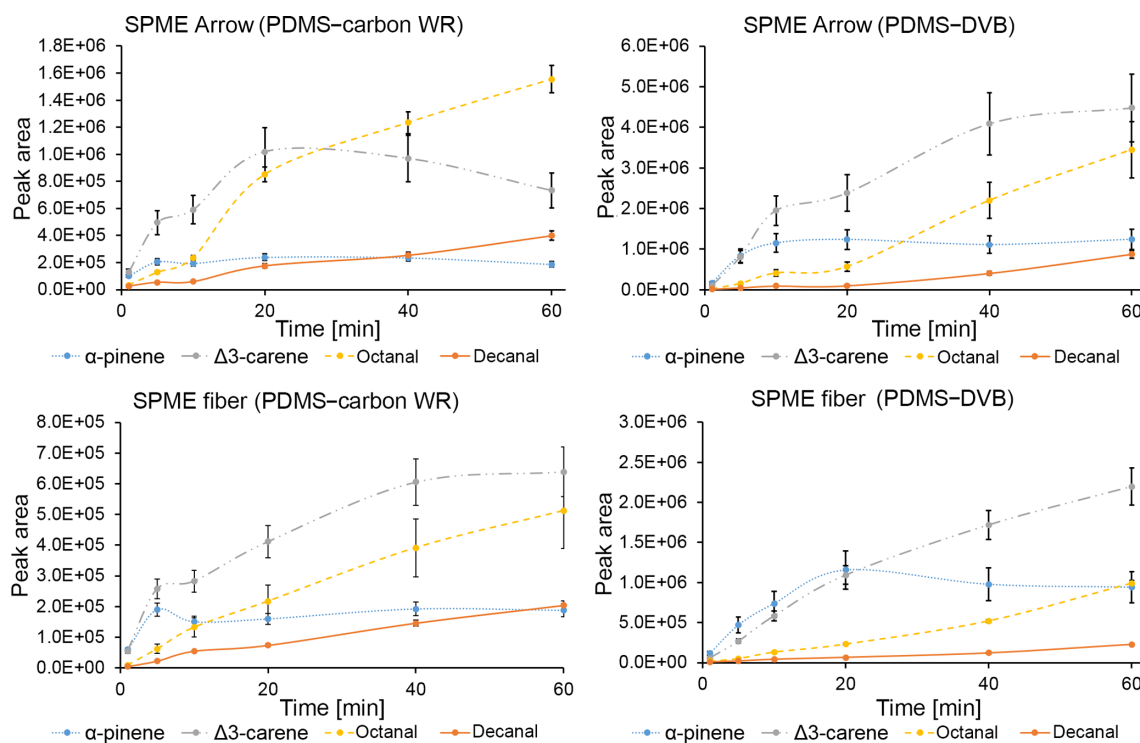 SPME Arrow (PDMS−carbon WR)
Peak area
1.8E+06
1.6E+06
1.4E+06
1.2E+06
1.0E+06
8.0E+05
6.0E+05
4.0E+05
2.0E+05
0.0E+00
0 20 40 60
Time [min]
α-pinene Δ3-carene Octanal Decanal
SPME Arrow (PDMS−DVB)
Peak area
6.0E+06
5.0E+06
4.0E+06
3.0E+06
2.0E+06
1.0E+06
0.0E+00
0 20 40 60
Time [min]
α-pinene Δ3-carene Octanal Decanal
SPME fiber (PDMS−carbon WR)
Peak area
8.0E+05
7.0E+05
6.0E+05
5.0E+05
4.0E+05
3.0E+05
2.0E+05
1.0E+05
0.0E+00
0 20 40 60
Time [min]
α-pinene Δ3-carene Octanal Decanal
SPME fiber (PDMS−DVB)
Peak area
3.0E+06
2.5E+06
2.0E+06
1.5E+06
1.0E+06
5.0E+05
0.0E+00
0 20 40 60
Time [min]
α-pinene Δ3-carene Octanal Decanal